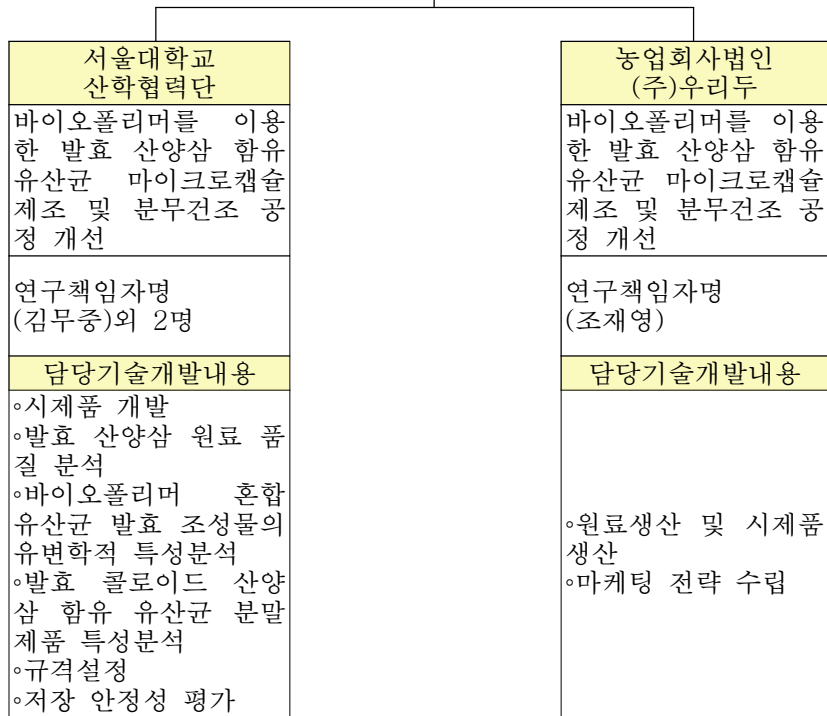 서울대학교
산학협력단
바이오폴리머를 이용
한 발효 산양삼 함유
유산균 마이크로캡슐
제조 및 분무건조 공
정 개선
연구책임자명
(김무중)외 2명
담당기술개발내용
◦시제품 개발
◦발효 산양삼 원료 품
질 분석
◦바이오폴리머 혼합
유산균 발효 조성물의
유변학적 특성분석
◦발효 콜로이드 산양
삼 함유 유산균 분말
제품 특성분석
◦규격설정
◦저장 안정성 평가
농업회사법인
(주)우리두
바이오폴리머를 이용
한 발효 산양삼 함유
유산균 마이크로캡슐
제조 및 분무건조 공
정 개선
연구책임자명
(조재영)
담당기술개발내용
◦원료생산 및 시제품
생산
◦마케팅 전략 수립